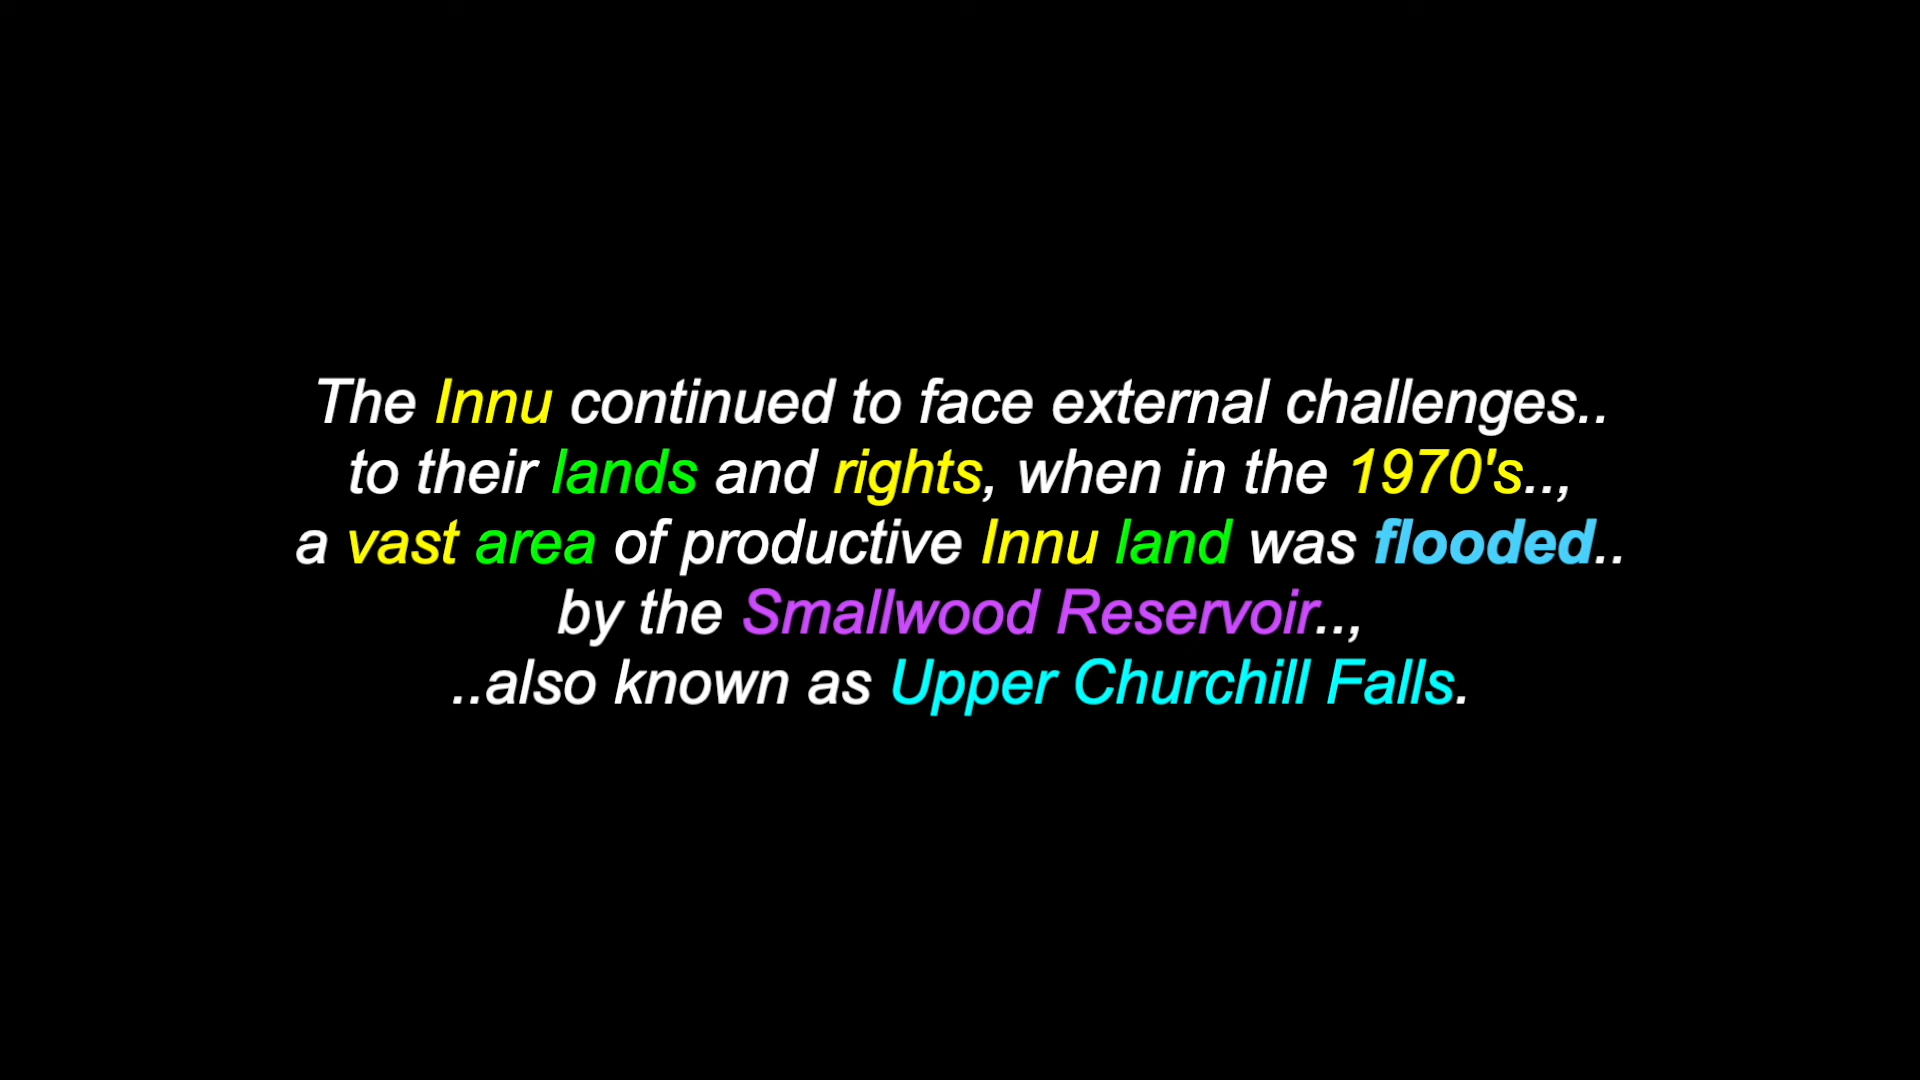 The Innu continued to face external challenges..
to their lands and rights, when in the 1970's..,
a vast area of productive Innu land was flooded..
by the Smallwood Reservoir..,
..also known as Upper Churchill Falls.